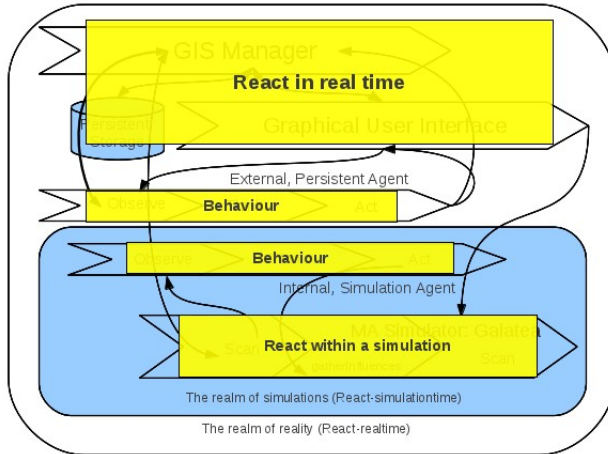 GIS Manager
React in real time
Persistent
Storage
Graphical User Interface
External, Persistent Agent
Observe
Behaviour
Act
Observe
Behaviour
Act
Internal, Simulation Agent
MA Simulator: Galatea
Scan
React within a simulation
Scan
gatherInfluences
The realm of simulations (React-simulationtime)
The realm of reality (React-realtime)